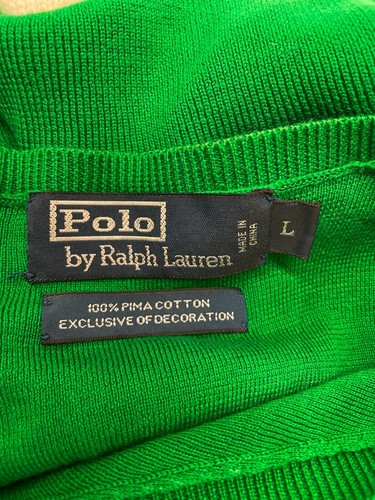 Polo
by Ralph Lauren
MADE IN
CHINA
L
100% PIMA COTTON
EXCLUSIVE OF DECORATION